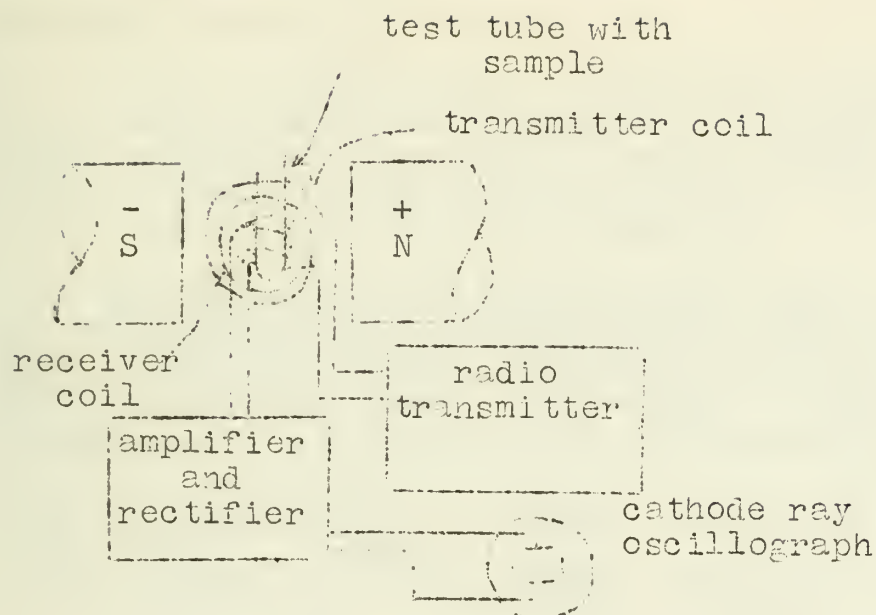 test tube with
sample
transmitter coil
-
S
+
N
receiver
coil
radio
transmitter
amplifier
and
rectifier
cathode ray
oscillograph